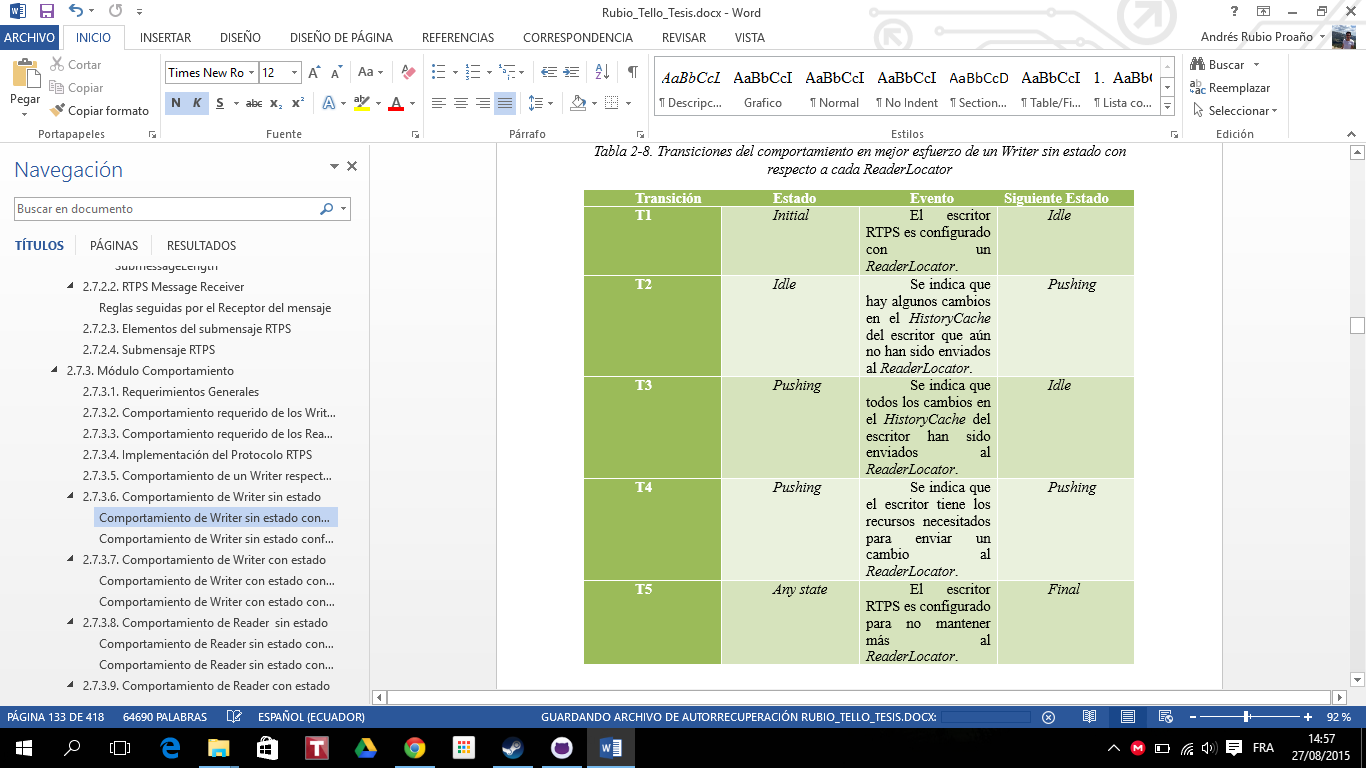 Rubio_Tello_Tesis.docx - Word
ARCHIVO INICIO INSERTAR DISEÑO DISEÑO DE PÁGINA REFERENCIAS CORRESPONDENCIA REVISAR VISTA Andrés Rubio Proaño
Pegar
Cortar
Copiar
Copiar formato
Portapapeles
Times New Ro 12
N K S abc x₂ x²
Fuente
Párrafo
AaBbCcI AaBbCcI AaBbCcI AaBbCcI AaBbCcD AaBbCcI 1. AaBb
¶ Descripc... Grafico ¶ Normal ¶ No Indent ¶ Section... ¶ Table/Fi... ¶ Lista co...
Estilos
Buscar
Reemplazar
Seleccionar
Edición
Navegación
Buscar en documento
TÍTULOS PÁGINAS RESULTADOS
SubmessageLength
2.7.2.2. RTPS Message Receiver
Reglas seguidas por el Receptor del mensaje
2.7.2.3. Elementos del submensaje RTPS
2.7.2.4. Submensaje RTPS
2.7.3. Módulo Comportamiento
2.7.3.1. Requerimientos Generales
2.7.3.2. Comportamiento requerido de los Writ...
2.7.3.3. Comportamiento requerido de los Rea...
2.7.3.4. Implementación del Protocolo RTPS
2.7.3.5. Comportamiento de un Writer respect...
2.7.3.6. Comportamiento de Writer sin estado
Comportamiento de Writer sin estado con...
Comportamiento de Writer sin estado conf...
2.7.3.7. Comportamiento de Writer con estado
Comportamiento de Writer con estado con...
Comportamiento de Writer con estado con...
2.7.3.8. Comportamiento de Reader  sin estado
Comportamiento de Reader sin estado con...
Comportamiento de Reader sin estado con...
2.7.3.9. Comportamiento de Reader con estado
Tabla 2-8. Transiciones del comportamiento en mejor esfuerzo de un Writer sin estado con
respecto a cada ReaderLocator
Transición Estado Evento Siguiente Estado
T1 Initial El escritor Idle
RTPS es configurado
con un
ReaderLocator.
T2 Idle Se indica que Pushing
hay algunos cambios
en el HistoryCache
del escritor que aún
no han sido enviados
al ReaderLocator.
T3 Pushing Se indica que Idle
todos los cambios en
el HistoryCache del
escritor han sido
enviados al
ReaderLocator.
T4 Pushing Se indica que Pushing
el escritor tiene los
recursos necesitados
para enviar un
cambio al
ReaderLocator.
T5 Any state El escritor Final
RTPS es configurado
para no mantener
más al
ReaderLocator.
PÁGINA 133 DE 418 64690 PALABRAS ESPAÑOL (ECUADOR) GUARDANDO ARCHIVO DE AUTORRECUPERACIÓN RUBIO_TELLO_TESIS.DOCX: 92 %
FRA
14:57
27/08/2015